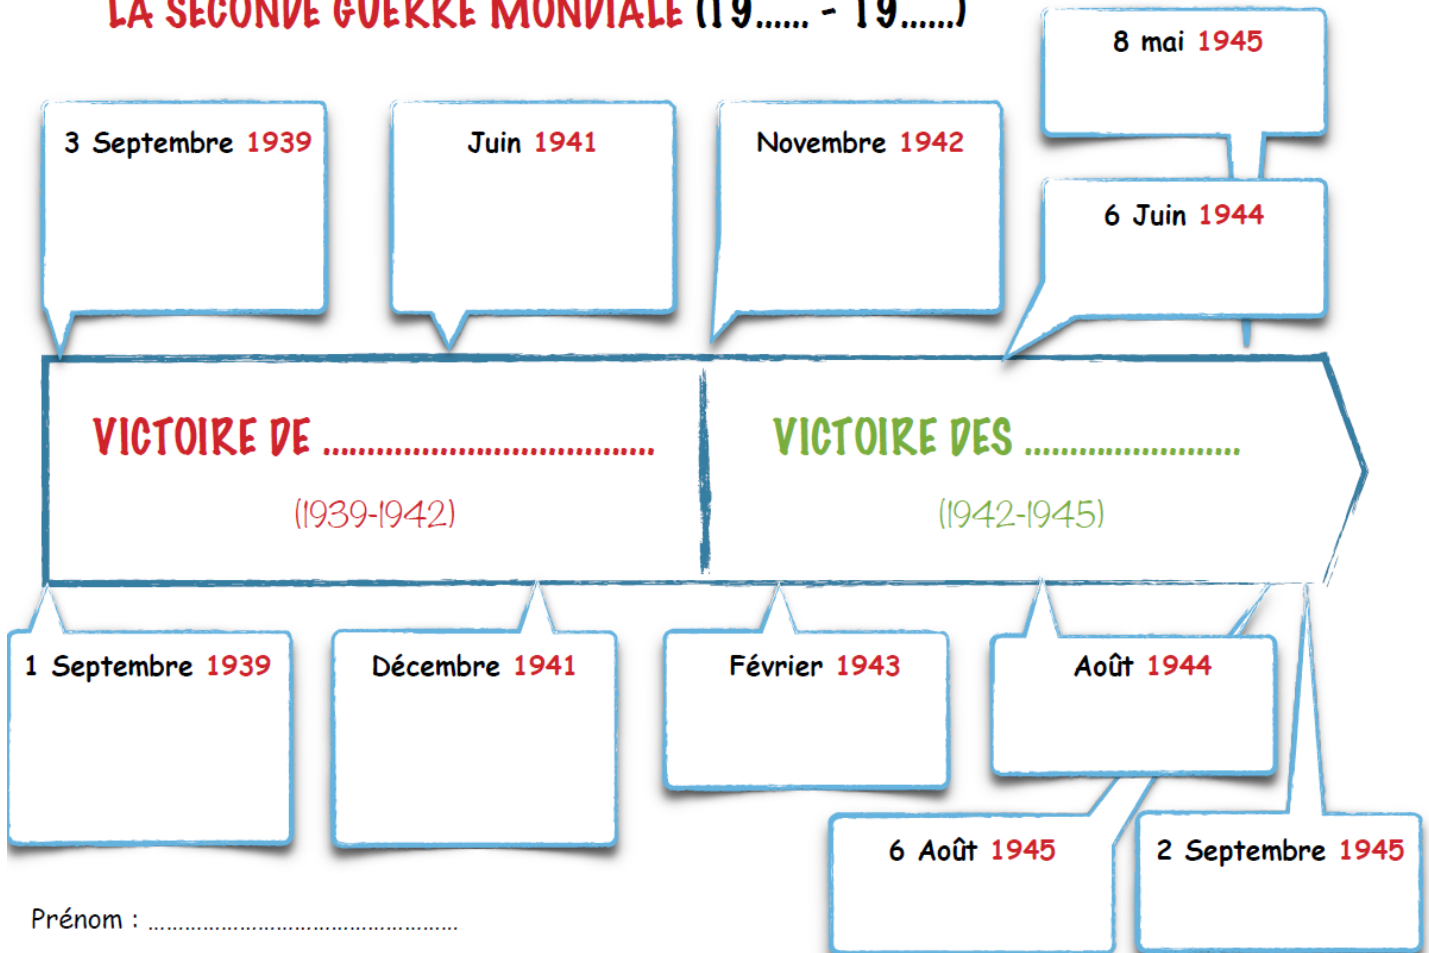 LA SECONDE GUERRE MONDIALE (19...... - 19......)
8 mai 1945
3 Septembre 1939
Juin 1941
Novembre 1942
6 Juin 1944
VICTOIRE DE ....................................
VICTOIRE DES .......................
(1939-1942)
(1942-1945)
1 Septembre 1939
Décembre 1941
Février 1943
Août 1944
6 Août 1945
2 Septembre 1945
Prénom : ..................................................